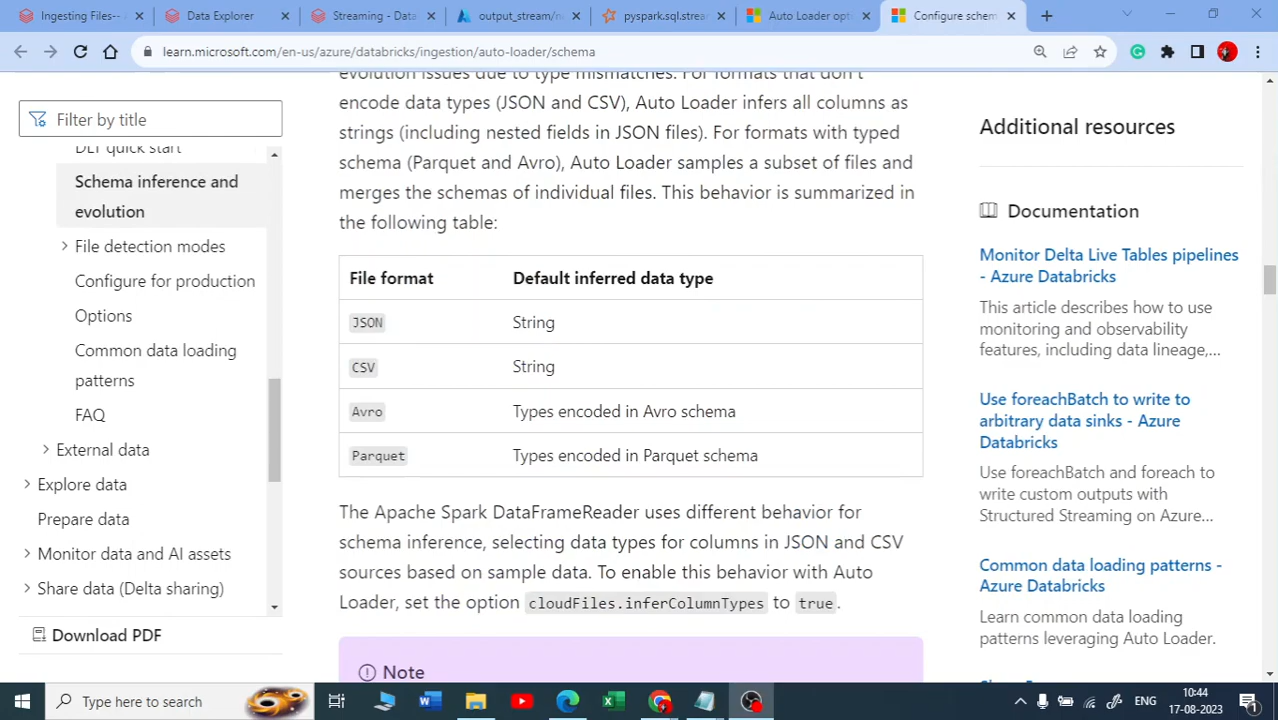 Ingesting Files--
Data Explorer
Streaming - Data
output_stream/n
pyspark.sql.strea
Auto Loader opti
Configure schem
learn.microsoft.com/en-us/azure/databricks/ingestion/auto-loader/schema
Filter by title
DLT quick start
Schema inference and
evolution
File detection modes
Configure for production
Options
Common data loading
patterns
FAQ
External data
Explore data
Prepare data
Monitor data and AI assets
Share data (Delta sharing)
Download PDF
evolution issues due to type mismatches. For formats that don't
encode data types (JSON and CSV), Auto Loader infers all columns as
strings (including nested fields in JSON files). For formats with typed
schema (Parquet and Avro), Auto Loader samples a subset of files and
merges the schemas of individual files. This behavior is summarized in
the following table:
File format Default inferred data type
JSON String
CSV String
Avro Types encoded in Avro schema
Parquet Types encoded in Parquet schema
The Apache Spark DataFrameReader uses different behavior for
schema inference, selecting data types for columns in JSON and CSV
sources based on sample data. To enable this behavior with Auto
Loader, set the option cloudFiles.inferColumnTypes to true.
Note
Additional resources
Documentation
Monitor Delta Live Tables pipelines
- Azure Databricks
This article describes how to use
monitoring and observability
features, including data lineage,...
Use foreachBatch to write to
arbitrary data sinks - Azure
Databricks
Use foreachBatch and foreach to
write custom outputs with
Structured Streaming on Azure...
Common data loading patterns -
Azure Databricks
Learn common data loading
patterns leveraging Auto Loader.
Type here to search
ENG
10:44
17-08-2023
1